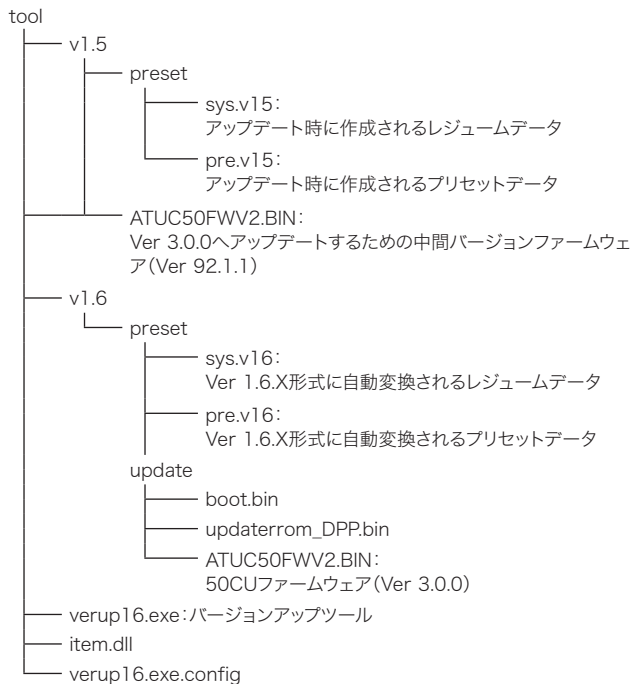 tool
v1.5
preset
sys.v15：
アップデート時に作成されるレジュームデータ
pre.v15：
アップデート時に作成されるプリセットデータ
ATUC50FWV2.BIN：
Ver 3.0.0へアップデートするための中間バージョンファームウェ
ア（Ver 92.1.1）
v1.6
preset
sys.v16：
Ver 1.6.X形式に自動変換されるレジュームデータ
pre.v16：
Ver 1.6.X形式に自動変換されるプリセットデータ
update
boot.bin
updaterrom_DPP.bin
ATUC50FWV2.BIN：
50CUファームウェア（Ver 3.0.0）
verup16.exe：バージョンアップツール
item.dll
verup16.exe.config